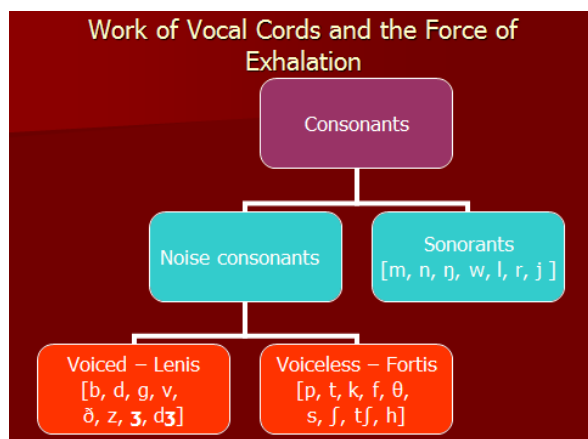 Work of Vocal Cords and the Force of
Exhalation
Consonants
Noise consonants
Sonorants
[m, n, ŋ, w, l, r, j ]
Voiced – Lenis
[b, d, g, v,
ð, z, ʒ, dʒ]
Voiceless – Fortis
[p, t, k, f, θ,
s, ʃ, tʃ, h]